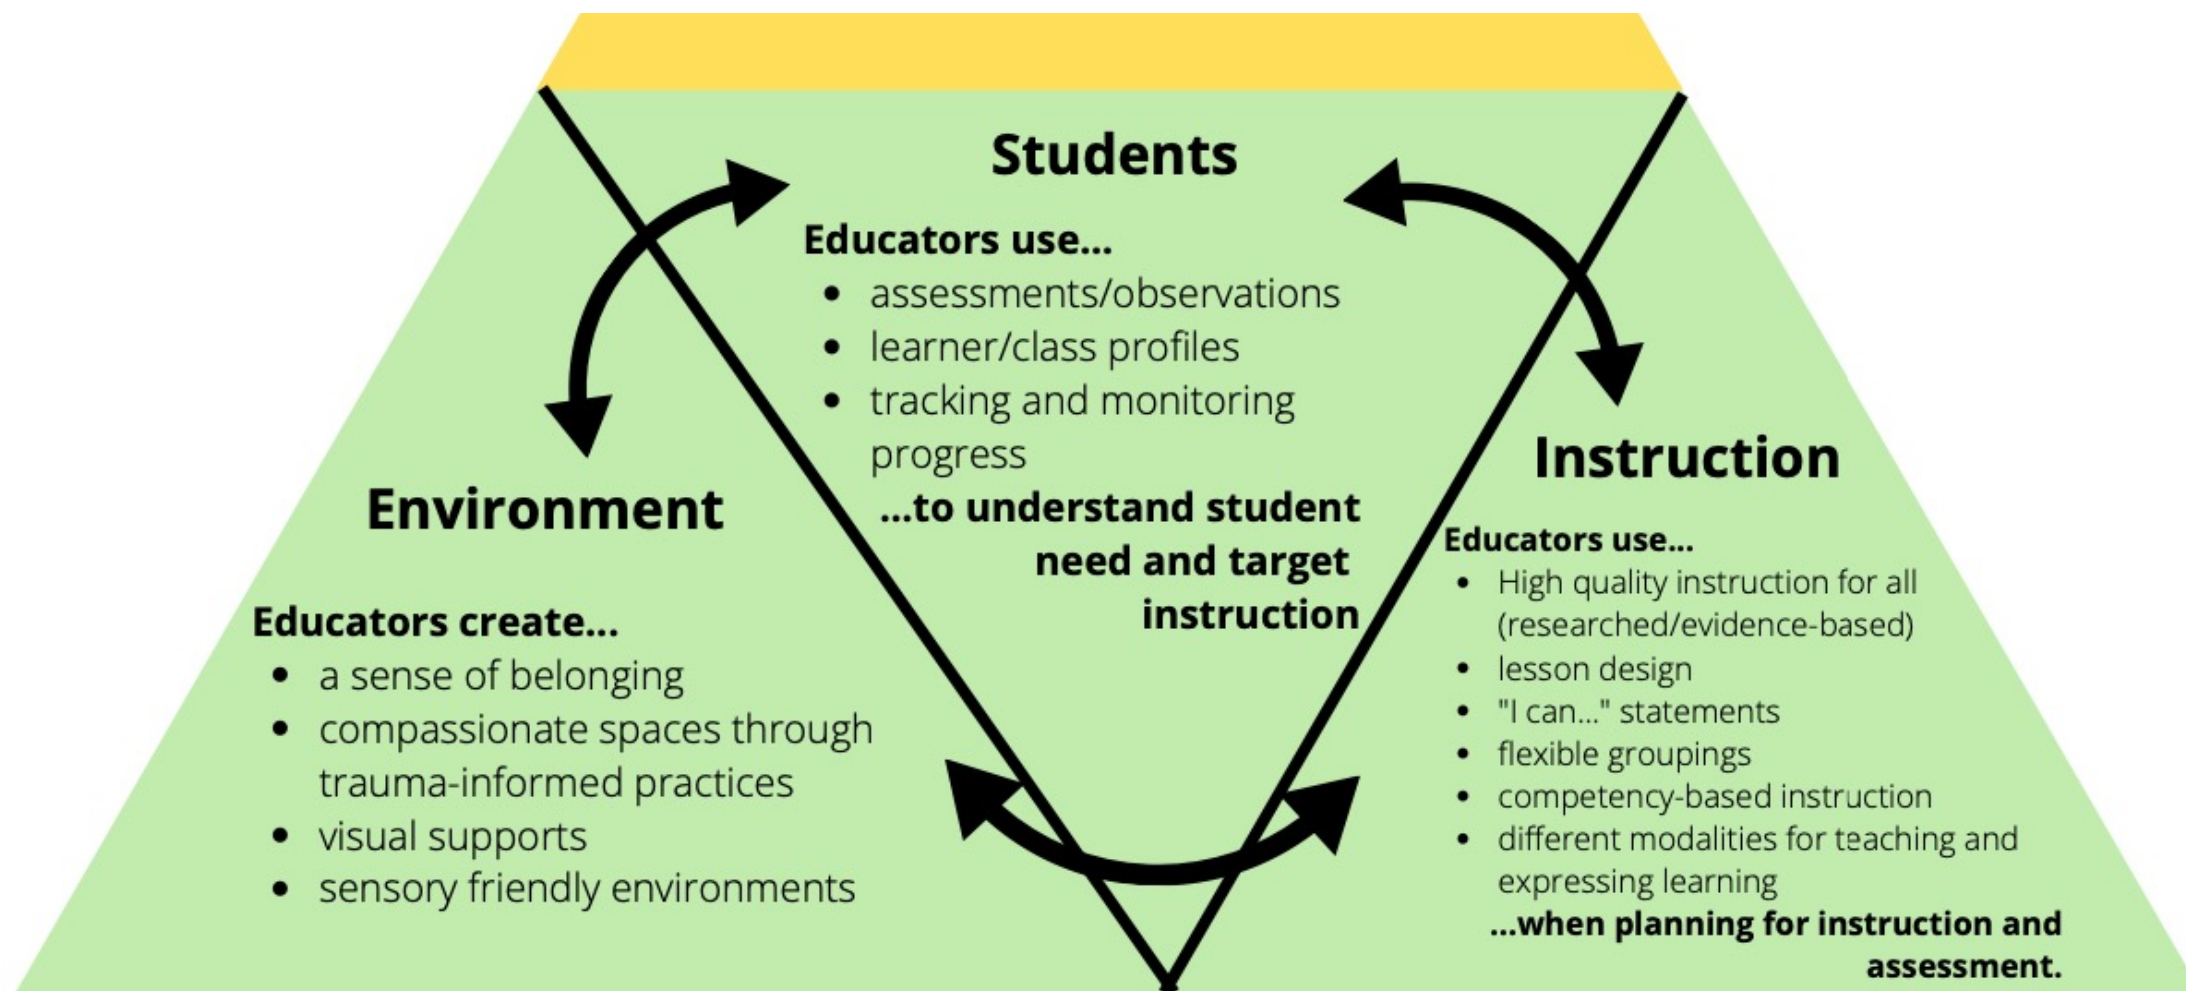 Students
Educators use...
• assessments/observations
• learner/class profiles
• tracking and monitoring
progress
...to understand student
need and target
instruction
Environment
Educators create...
• a sense of belonging
• compassionate spaces through
trauma-informed practices
• visual supports
• sensory friendly environments
Instruction
Educators use...
• High quality instruction for all
(researched/evidence-based)
• lesson design
• "I can..." statements
• flexible groupings
• competency-based instruction
• different modalities for teaching and
expressing learning
...when planning for instruction and
assessment.